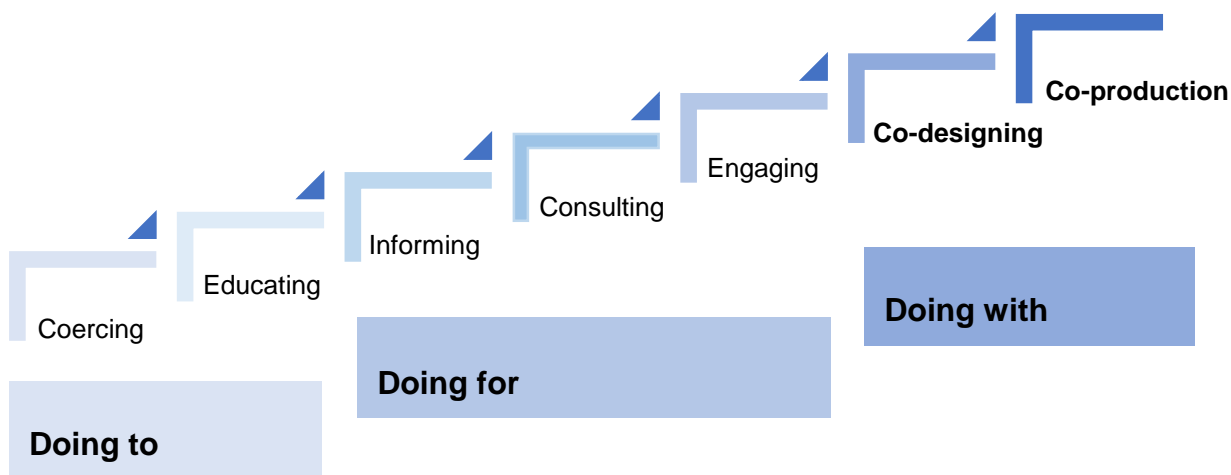 Coercing
Educating
Informing
Consulting
Engaging
Co-designing
Co-production
Doing to
Doing for
Doing with